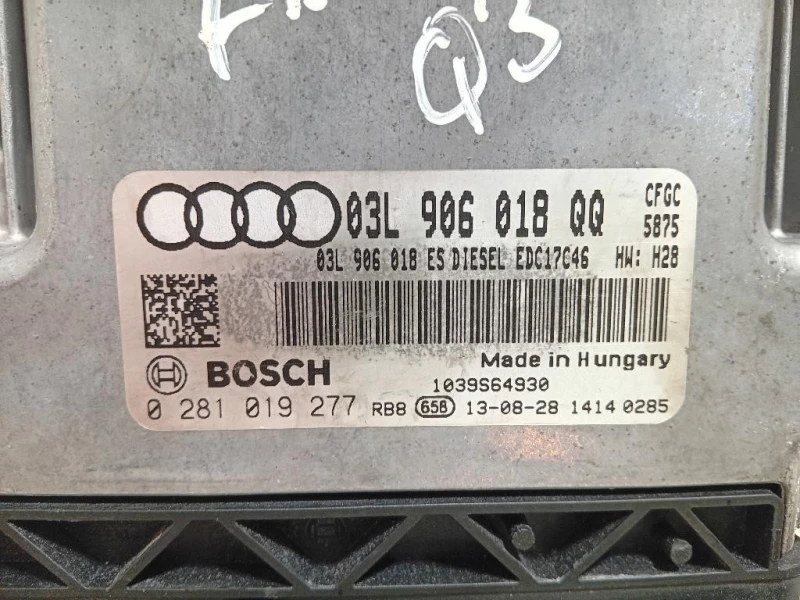 Q3
03L 906 018 QQ CFGC
5875
03L 906 018 ES DIESEL EDC17C46 HW: H28
Made in Hungary
BOSCH 1039S64930
0 281 019 277 RB8 658 13-08-28 1414 0285